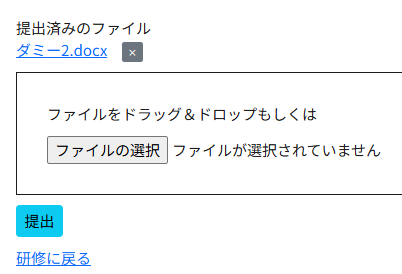 提出済みのファイル
ダミー2.docx ×
ファイルをドラッグ＆ドロップもしくは
ファイルの選択 ファイルが選択されていません
提出
研修に戻る